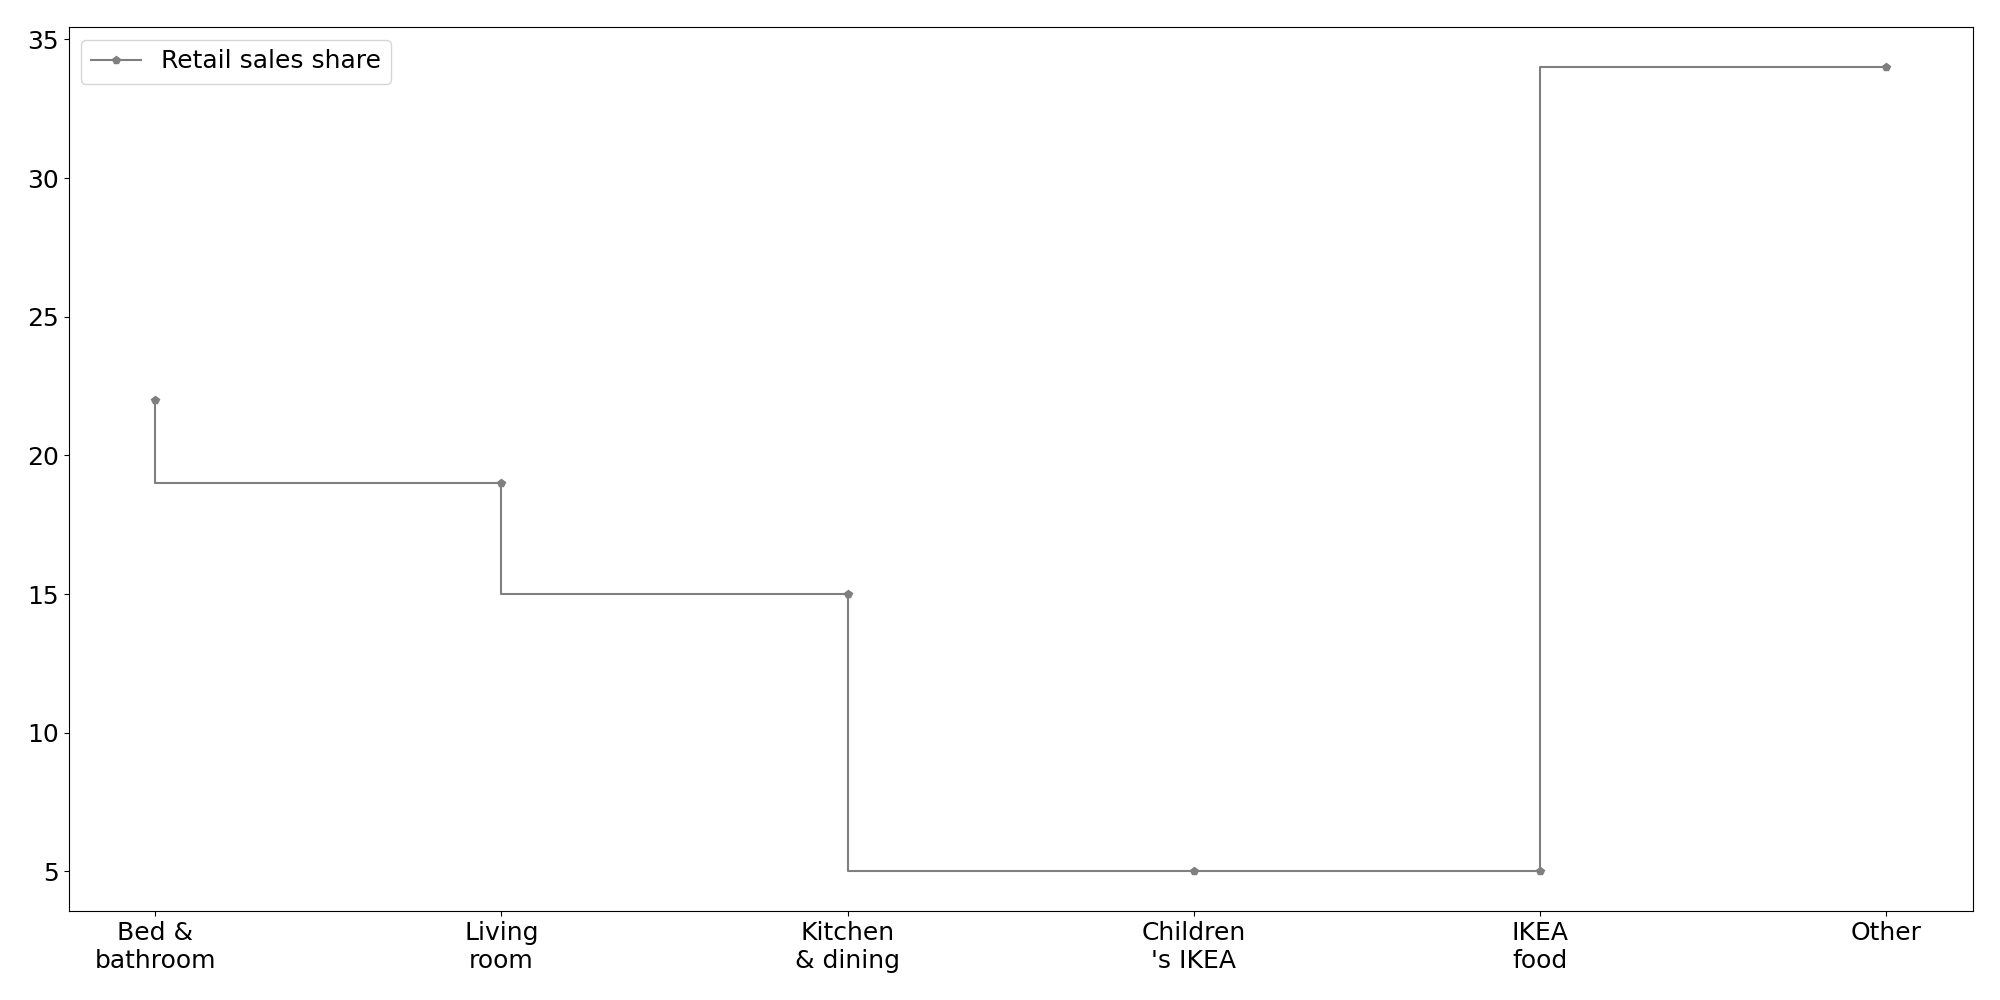 35
Retail sales share
30
25
20
15
10
5
Bed &
bathroom
Living
room
Kitchen
& dining
Children
's IKEA
IKEA
food
Other